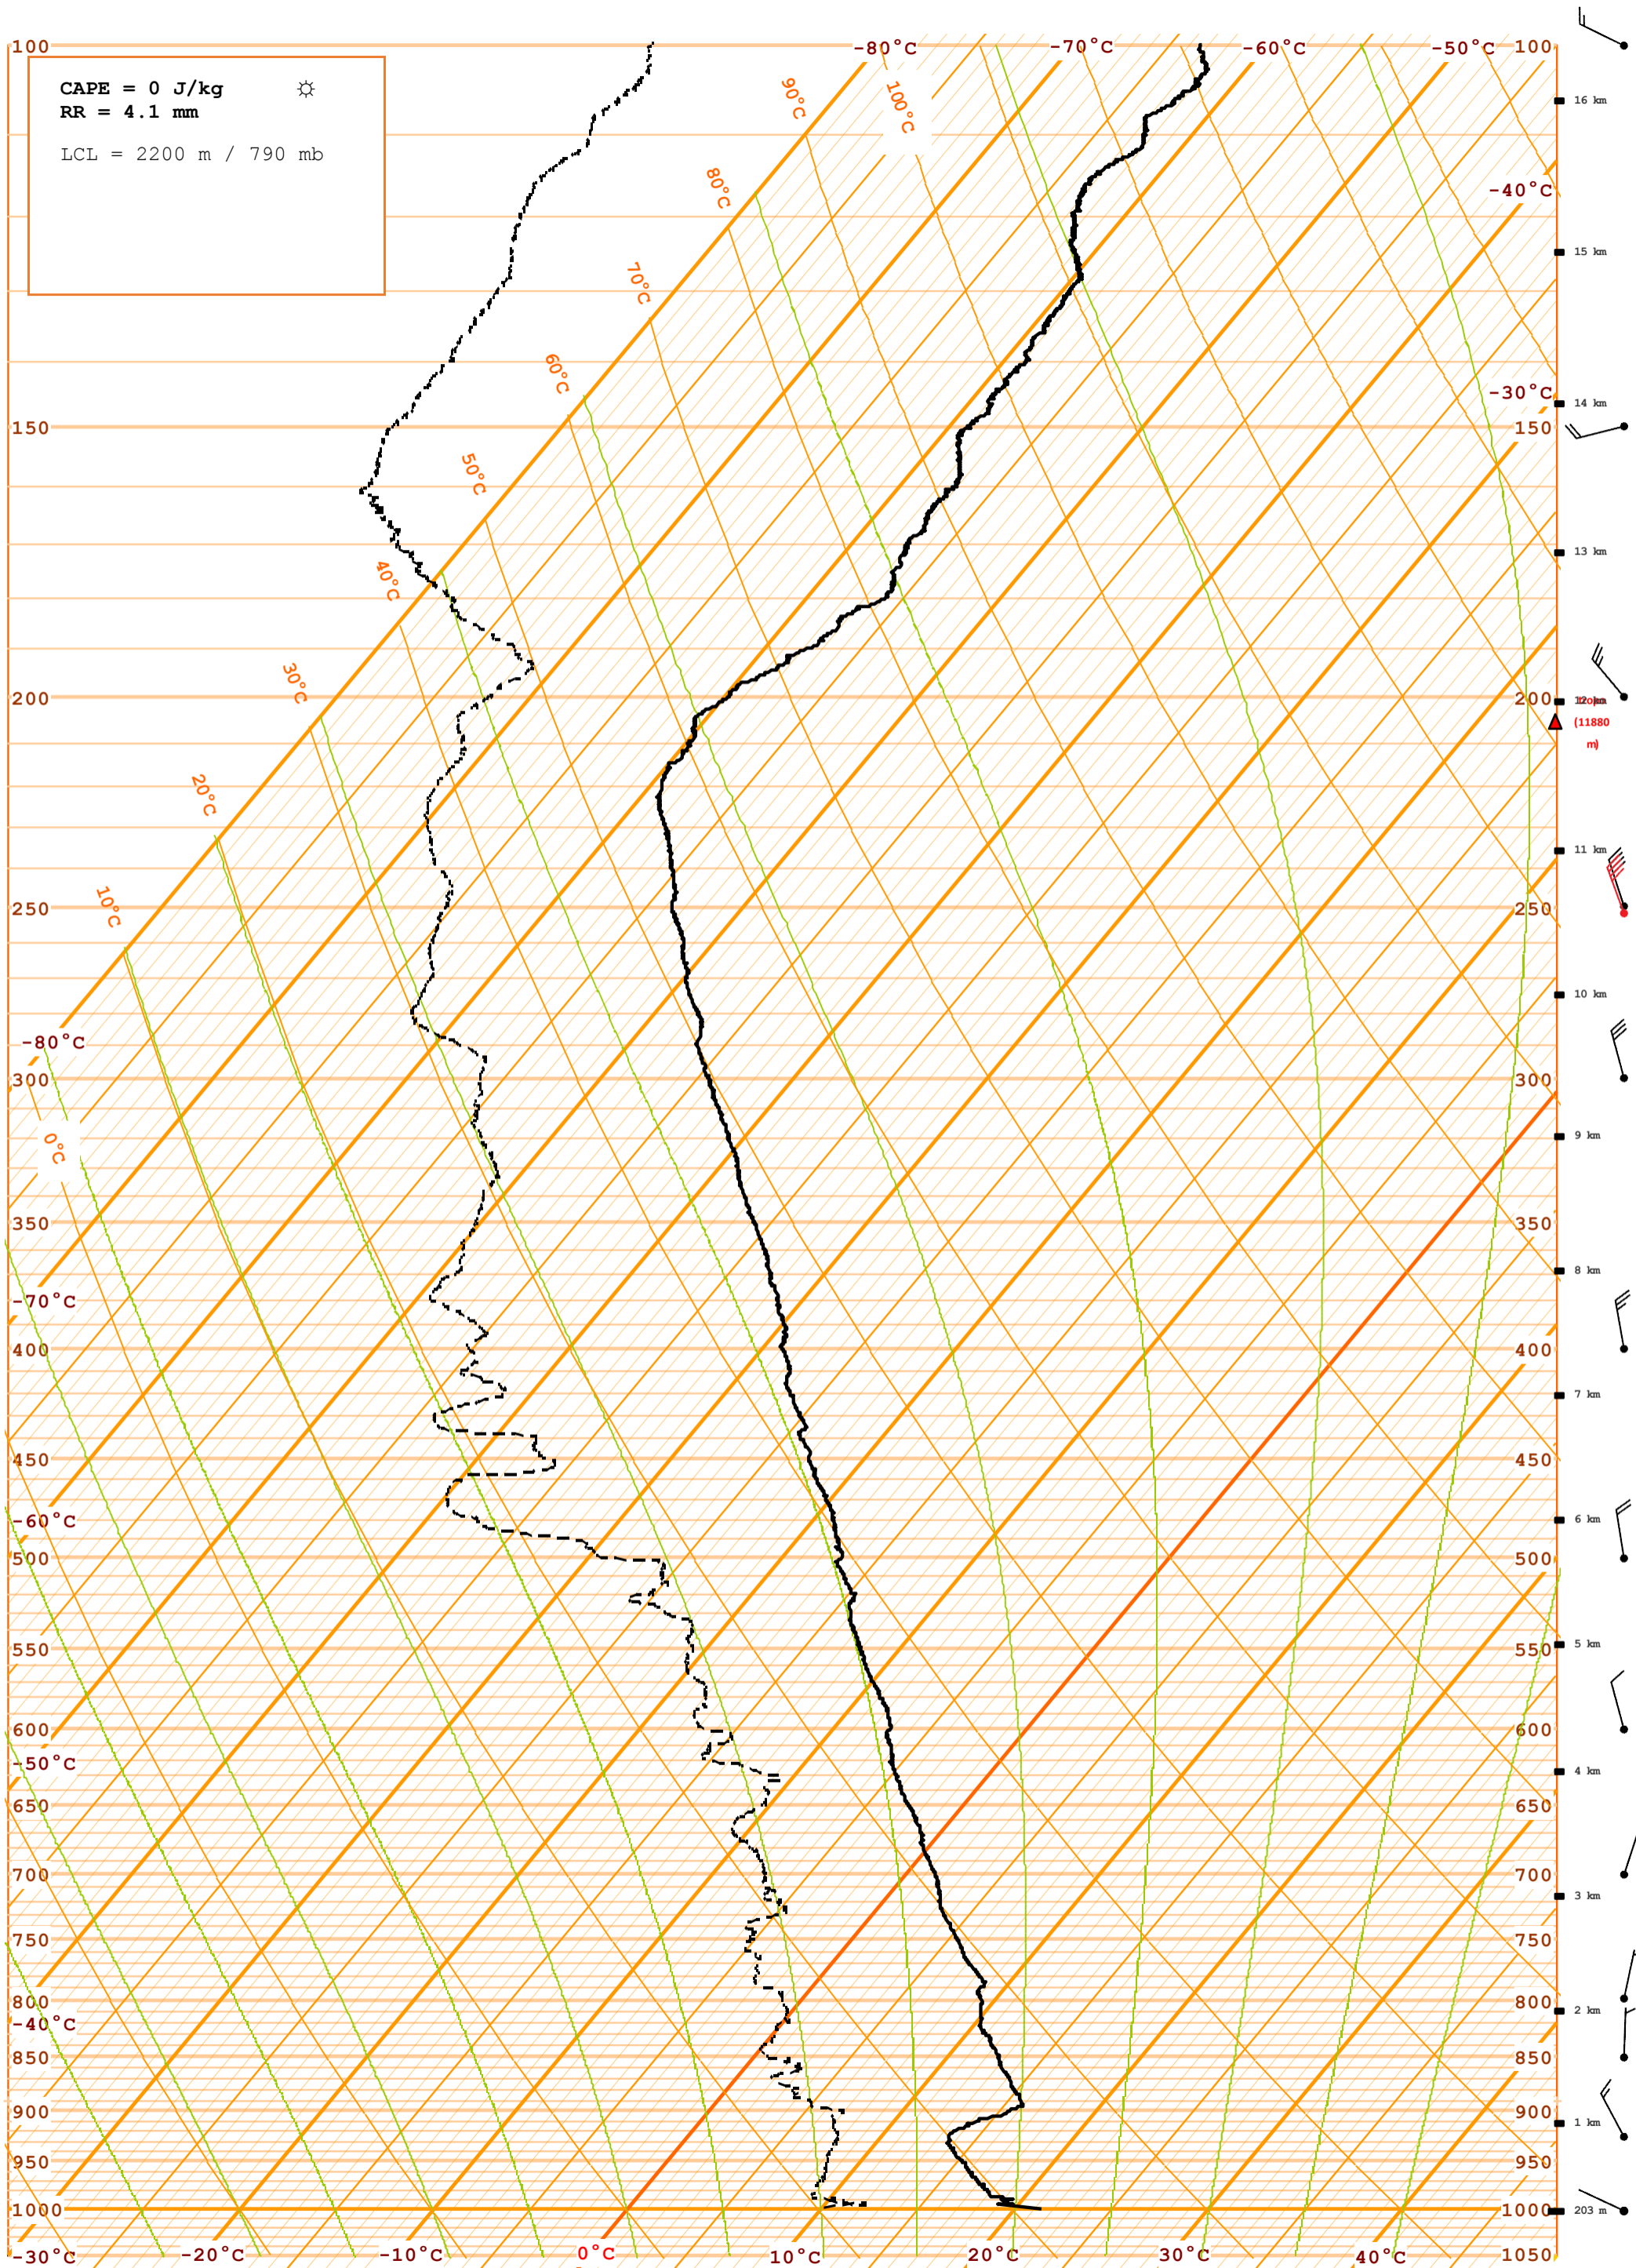 100 -80°C -70°C -60°C -50°C 100
CAPE = 0 J/kg ☼
RR = 4.1 mm
LCL = 2200 m / 790 mb
90°C 100°C
16 km
80°C
-40°C
15 km
70°C
60°C
-30°C
14 km
150 150
50°C
13 km
40°C
30°C
200 200
12 km
(11880
m)
20°C
11 km
10°C
250 250
10 km
-80°C
300 300
0°C
9 km
350 350
8 km
-70°C
400 400
7 km
450 450
-60°C
6 km
500 500
5 km
550 550
600 600
-50°C
4 km
650 650
700 700
3 km
750 750
800 800
2 km
-40°C
850 850
900 900
1 km
950 950
1000 1000
203 m
-30°C -20°C -10°C 0°C 10°C 20°C 30°C 40°C 1050